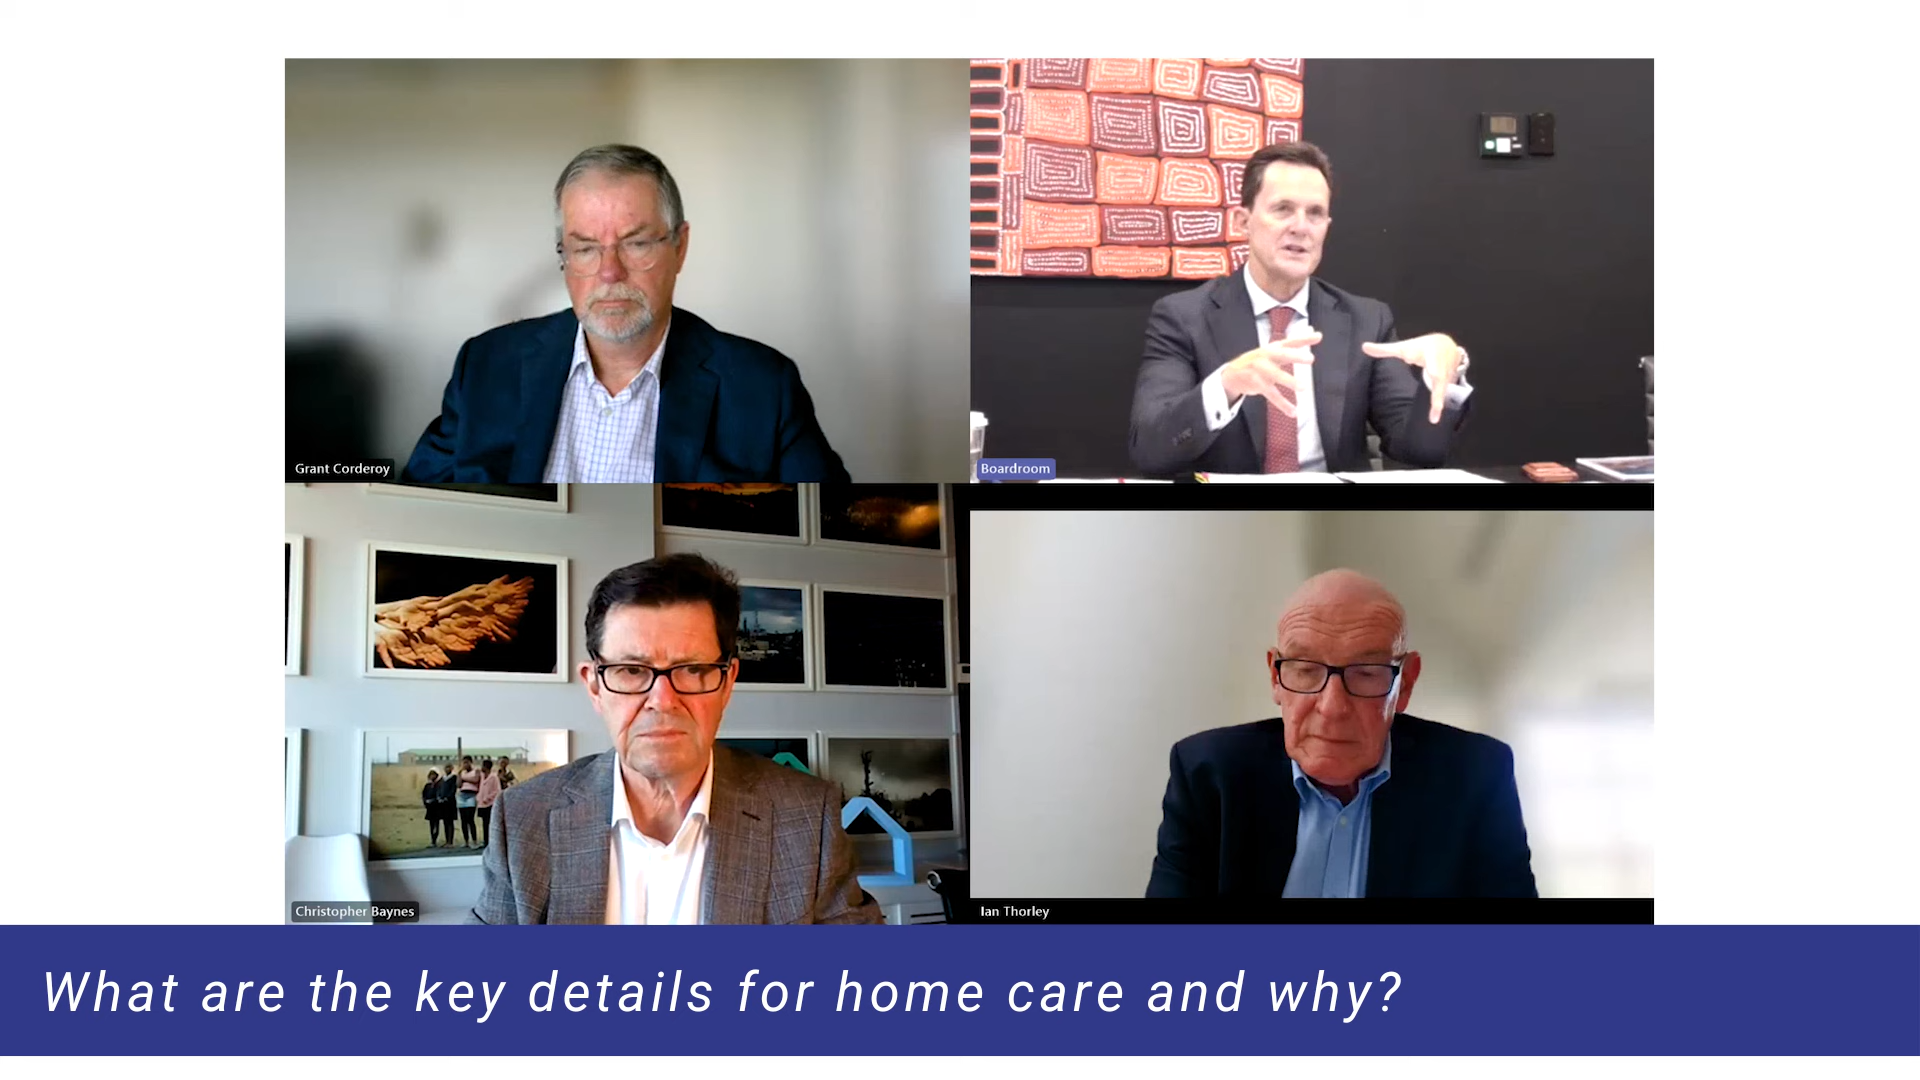 Grant Corderoy
Boardroom
Christopher Baynes
Ian Thorley
What are the key details for home care and why?